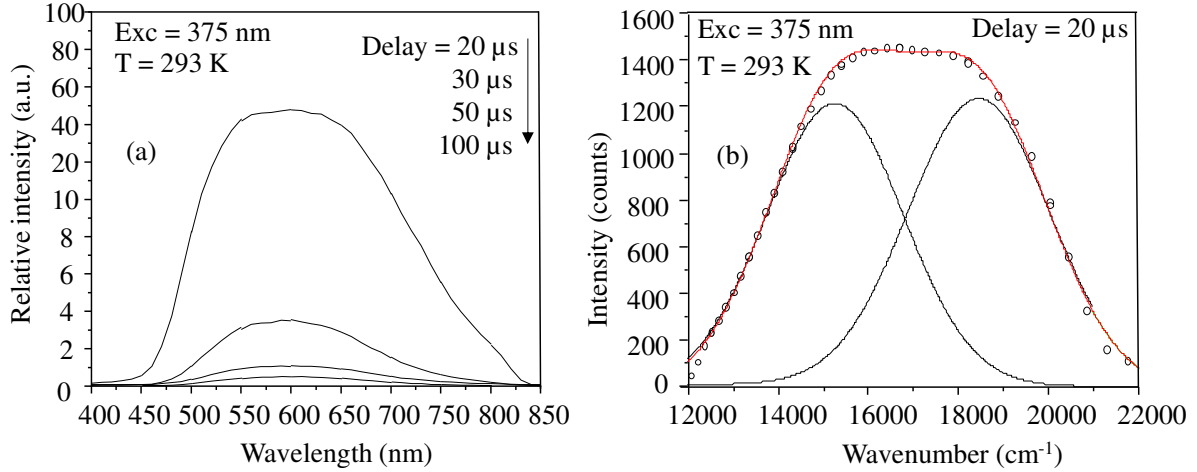 Exc = 375 nm
T = 293 K
Delay = 20 µs
30 µs
50 µs
100 µs
(a)
Relative intensity (a.u.)
100
80
60
40
20
10
8
6
4
2
0
400 450 500 550 600 650 700 750 800 850
Wavelength (nm)
Exc = 375 nm
T = 293 K
Delay = 20 µs
(b)
Intensity (counts)
1600
1400
1200
1000
800
600
400
200
0
12000 14000 16000 18000 20000 22000
Wavenumber (cm⁻¹)